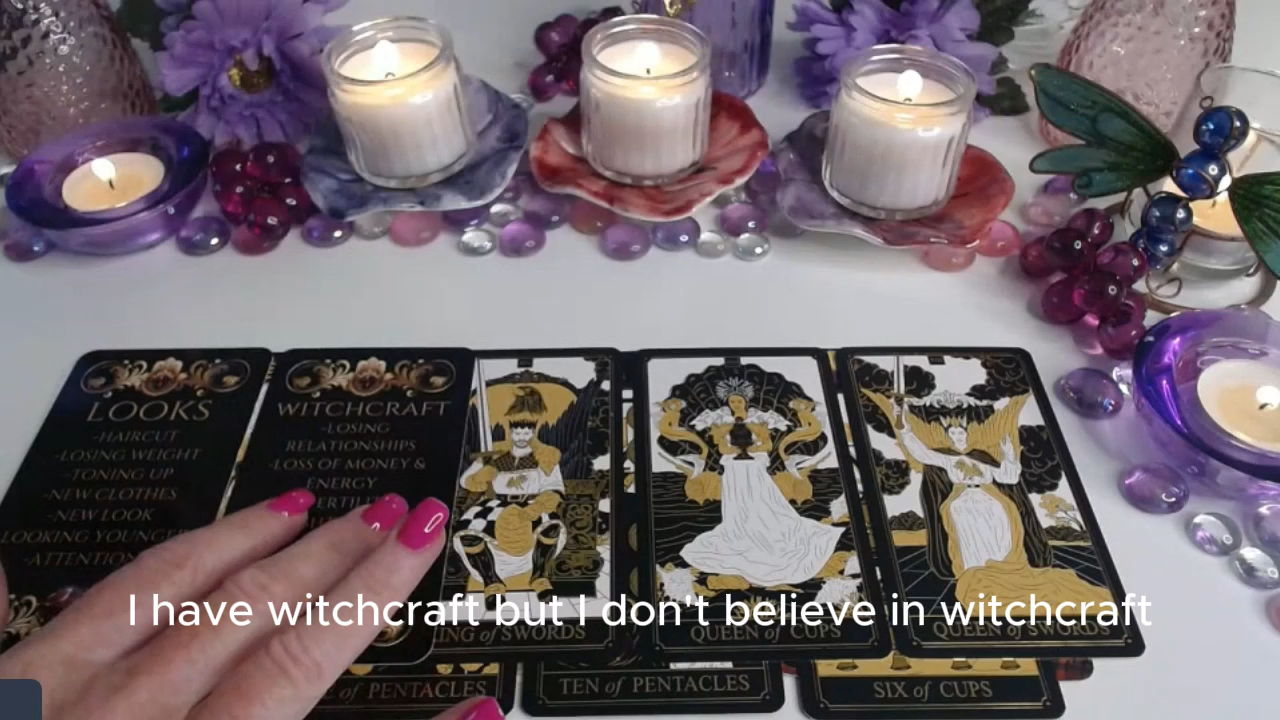 LOOKS
-HAIRCUT
-LOSING WEIGHT
-TONING UP
-NEW CLOTHES
-NEW LOOK
LOOKING
-ATTENTION
WITCHCRAFT
-LOSING
RELATIONSHIPS
-LOSS OF MONEY &
ENERGY
I have witchcraft but I don't believe in witchcraft
OF SWORDS
QUEEN of CUPS
QUEEN of SWORDS
of PENTACLES
TEN of PENTACLES
SIX of CUPS